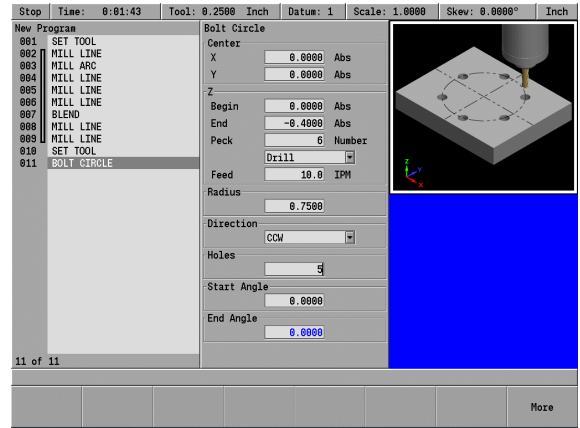 Stop Time: 0:01:43 Tool: 0.2500 Inch Datum: 1 Scale: 1.0000 Skew: 0.0000° Inch
New Program
001 SET TOOL
002 MILL LINE
003 MILL ARC
004 MILL LINE
005 MILL LINE
006 MILL LINE
007 BLEND
008 MILL LINE
009 MILL LINE
010 SET TOOL
011 BOLT CIRCLE
11 of 11
Bolt Circle
Center
X 0.0000 Abs
Y 0.0000 Abs
Z
Begin 0.0000 Abs
End -0.4000 Abs
Peck 6 Number
Drill
Feed 10.0 IPM
Radius
0.7500
Direction
CCW
Holes
5
Start Angle
0.0000
End Angle
0.0000
Z
Y
X
More